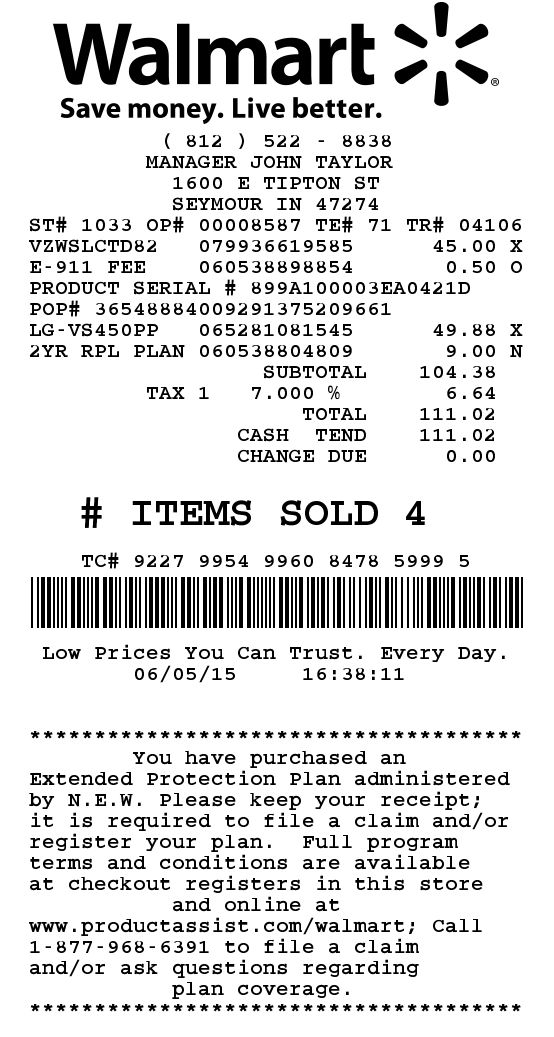 Walmart
Save money. Live better.
( 812 ) 522 - 8838
MANAGER JOHN TAYLOR
1600 E TIPTON ST
SEYMOUR IN 47274
ST# 1033 OP# 00008587 TE# 71 TR# 04106
VZWSLCTD82 079936619585 45.00 X
E-911 FEE 060538898854 0.50 O
PRODUCT SERIAL # 899A100003EA0421D
POP# 36548884009291375209661
LG-VS450PP 065281081545 49.88 X
2YR RPL PLAN 060538804809 9.00 N
SUBTOTAL 104.38
TAX 1 7.000 % 6.64
TOTAL 111.02
CASH TEND 111.02
CHANGE DUE 0.00
# ITEMS SOLD 4
TC# 9227 9954 9960 8478 5999 5
Low Prices You Can Trust. Every Day.
06/05/15 16:38:11
**************************************
You have purchased an
Extended Protection Plan administered
by N.E.W. Please keep your receipt;
it is required to file a claim and/or
register your plan. Full program
terms and conditions are available
at checkout registers in this store
and online at
www.productassist.com/walmart; Call
1-877-968-6391 to file a claim
and/or ask questions regarding
plan coverage.
**************************************